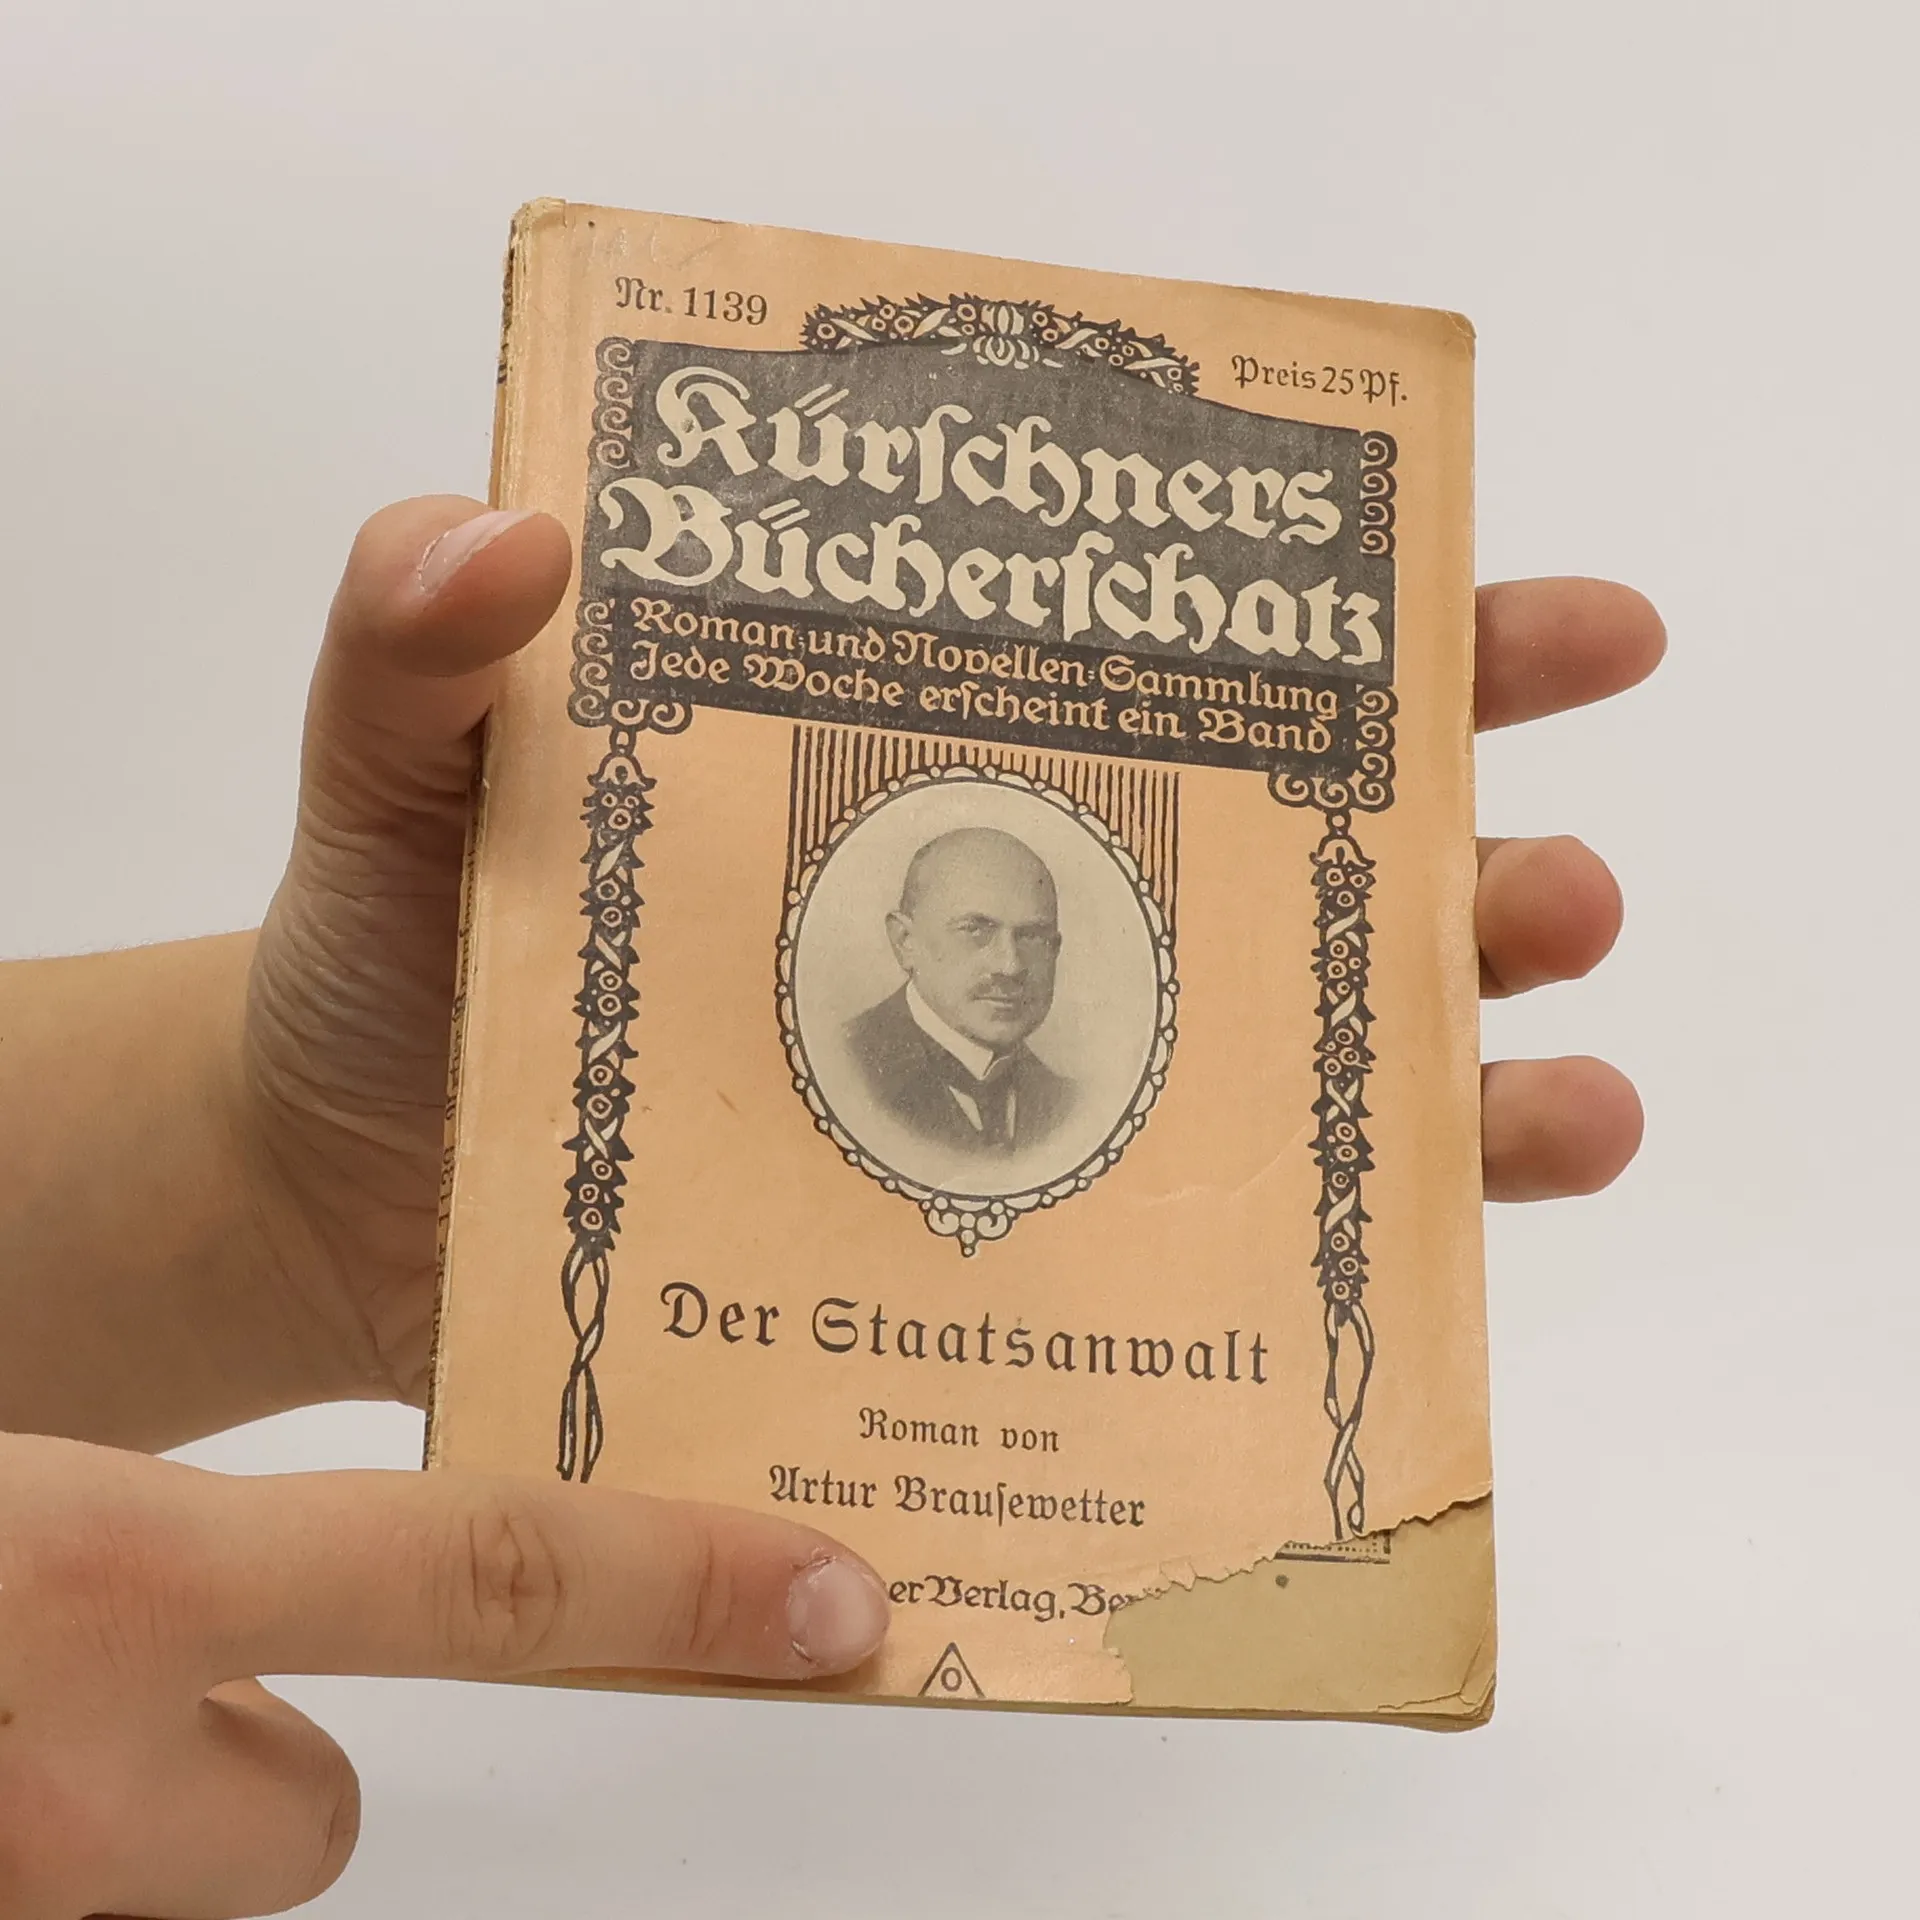 Nr. 1139
Preis 25 Pf.
Kürschners
Bücherschatz
Roman- und Novellen-Sammlung
Jede Woche erscheint ein Band
Der Staatsanwalt
Roman von
Artur Brausewetter
Verlag,
O